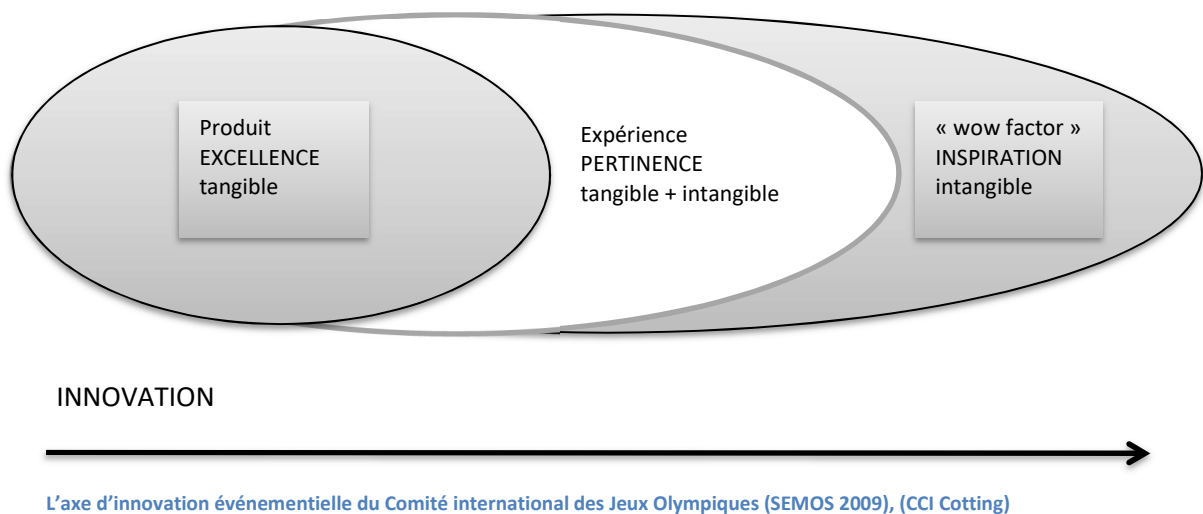 Produit
EXCELLENCE
tangible
Expérience
PERTINENCE
tangible + intangible
« wow factor »
INSPIRATION
intangible
INNOVATION
L’axe d’innovation événementielle du Comité international des Jeux Olympiques (SEMOS 2009), (CCI Cotting)